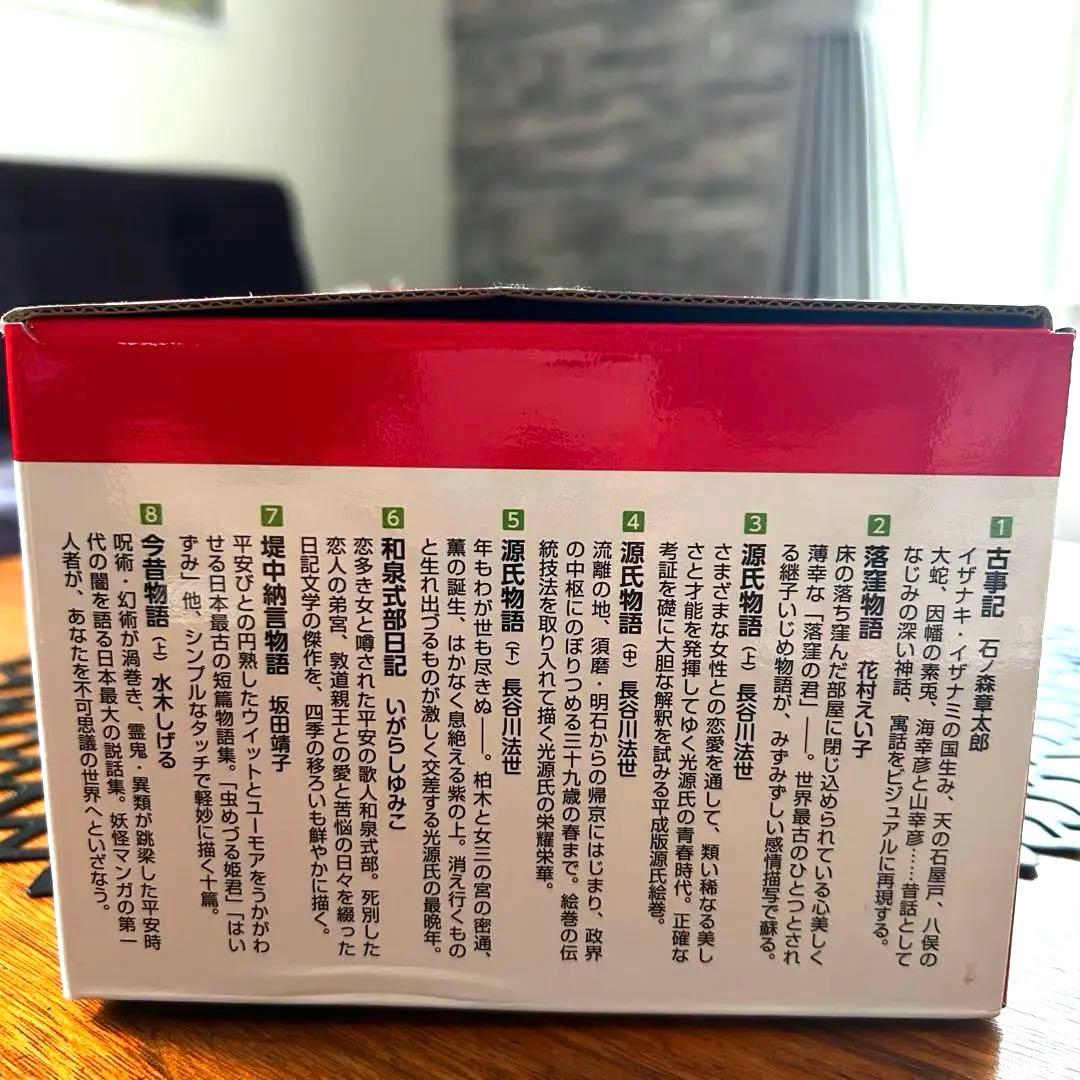 1 古事記 石ノ森章太郎
イザナキ・イザナミの国生み、天の石屋戸、八俣の
大蛇、因幡の素兎、海幸彦と山幸彦……昔話として
なじみの深い神話、寓話をビジュアルに再現する。
2 落窪物語 花村えい子
床の落ち窪んだ部屋に閉じ込められている心美しく
薄幸な「落窪の君」――。世界最古のひとつとされ
る継子いじめ物語が、みずみずしい感情描写で蘇る。
3 源氏物語(上) 長谷川法世
さまざまな女性との恋愛を通して、類い稀なる美し
さと才能を発揮してゆく光源氏の青春時代。正確な
考証を礎に大胆な解釈を試みる平成版源氏絵巻。
4 源氏物語(中) 長谷川法世
流離の地、須磨・明石からの帰京にはじまり、政界
の中枢にのぼりつめる三十九歳の春まで。絵巻の伝
統技法を取り入れて描く光源氏の栄耀栄華。
5 源氏物語(下) 長谷川法世
年もわが世も尽きぬ――。柏木と女三の宮の密通、
薫の誕生、はかなく息絶える紫の上。消え行くもの
と生れ出づるものが激しく交差する光源氏の最晩年。
6 和泉式部日記 いがらしゆみこ
恋多き女と噂された平安の歌人和泉式部。死別した
恋人の弟宮、敦道親王との愛と苦悩の日々を綴った
日記文学の傑作を、四季の移ろいも鮮やかに描く。
7 堤中納言物語 坂田靖子
平安びとの円熟したウイットとユーモアをうかがわ
せる日本最古の短篇物語集。「虫めづる姫君」「はい
ずみ」他、シンプルなタッチで軽妙に描く十篇。
8 今昔物語(上) 水木しげる
呪術・幻術が渦巻き、霊鬼・異類が跳梁した平安時
代の闇を語る日本最大の説話集。妖怪マンガの第一
人者が、あなたを不可思議の世界へといざなう。